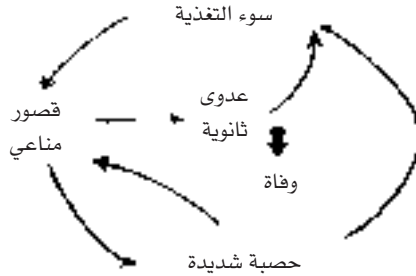 سوء التغذية
عدوى
ثانوية
قصور
مناعي
وفاة
حصبة شديدة